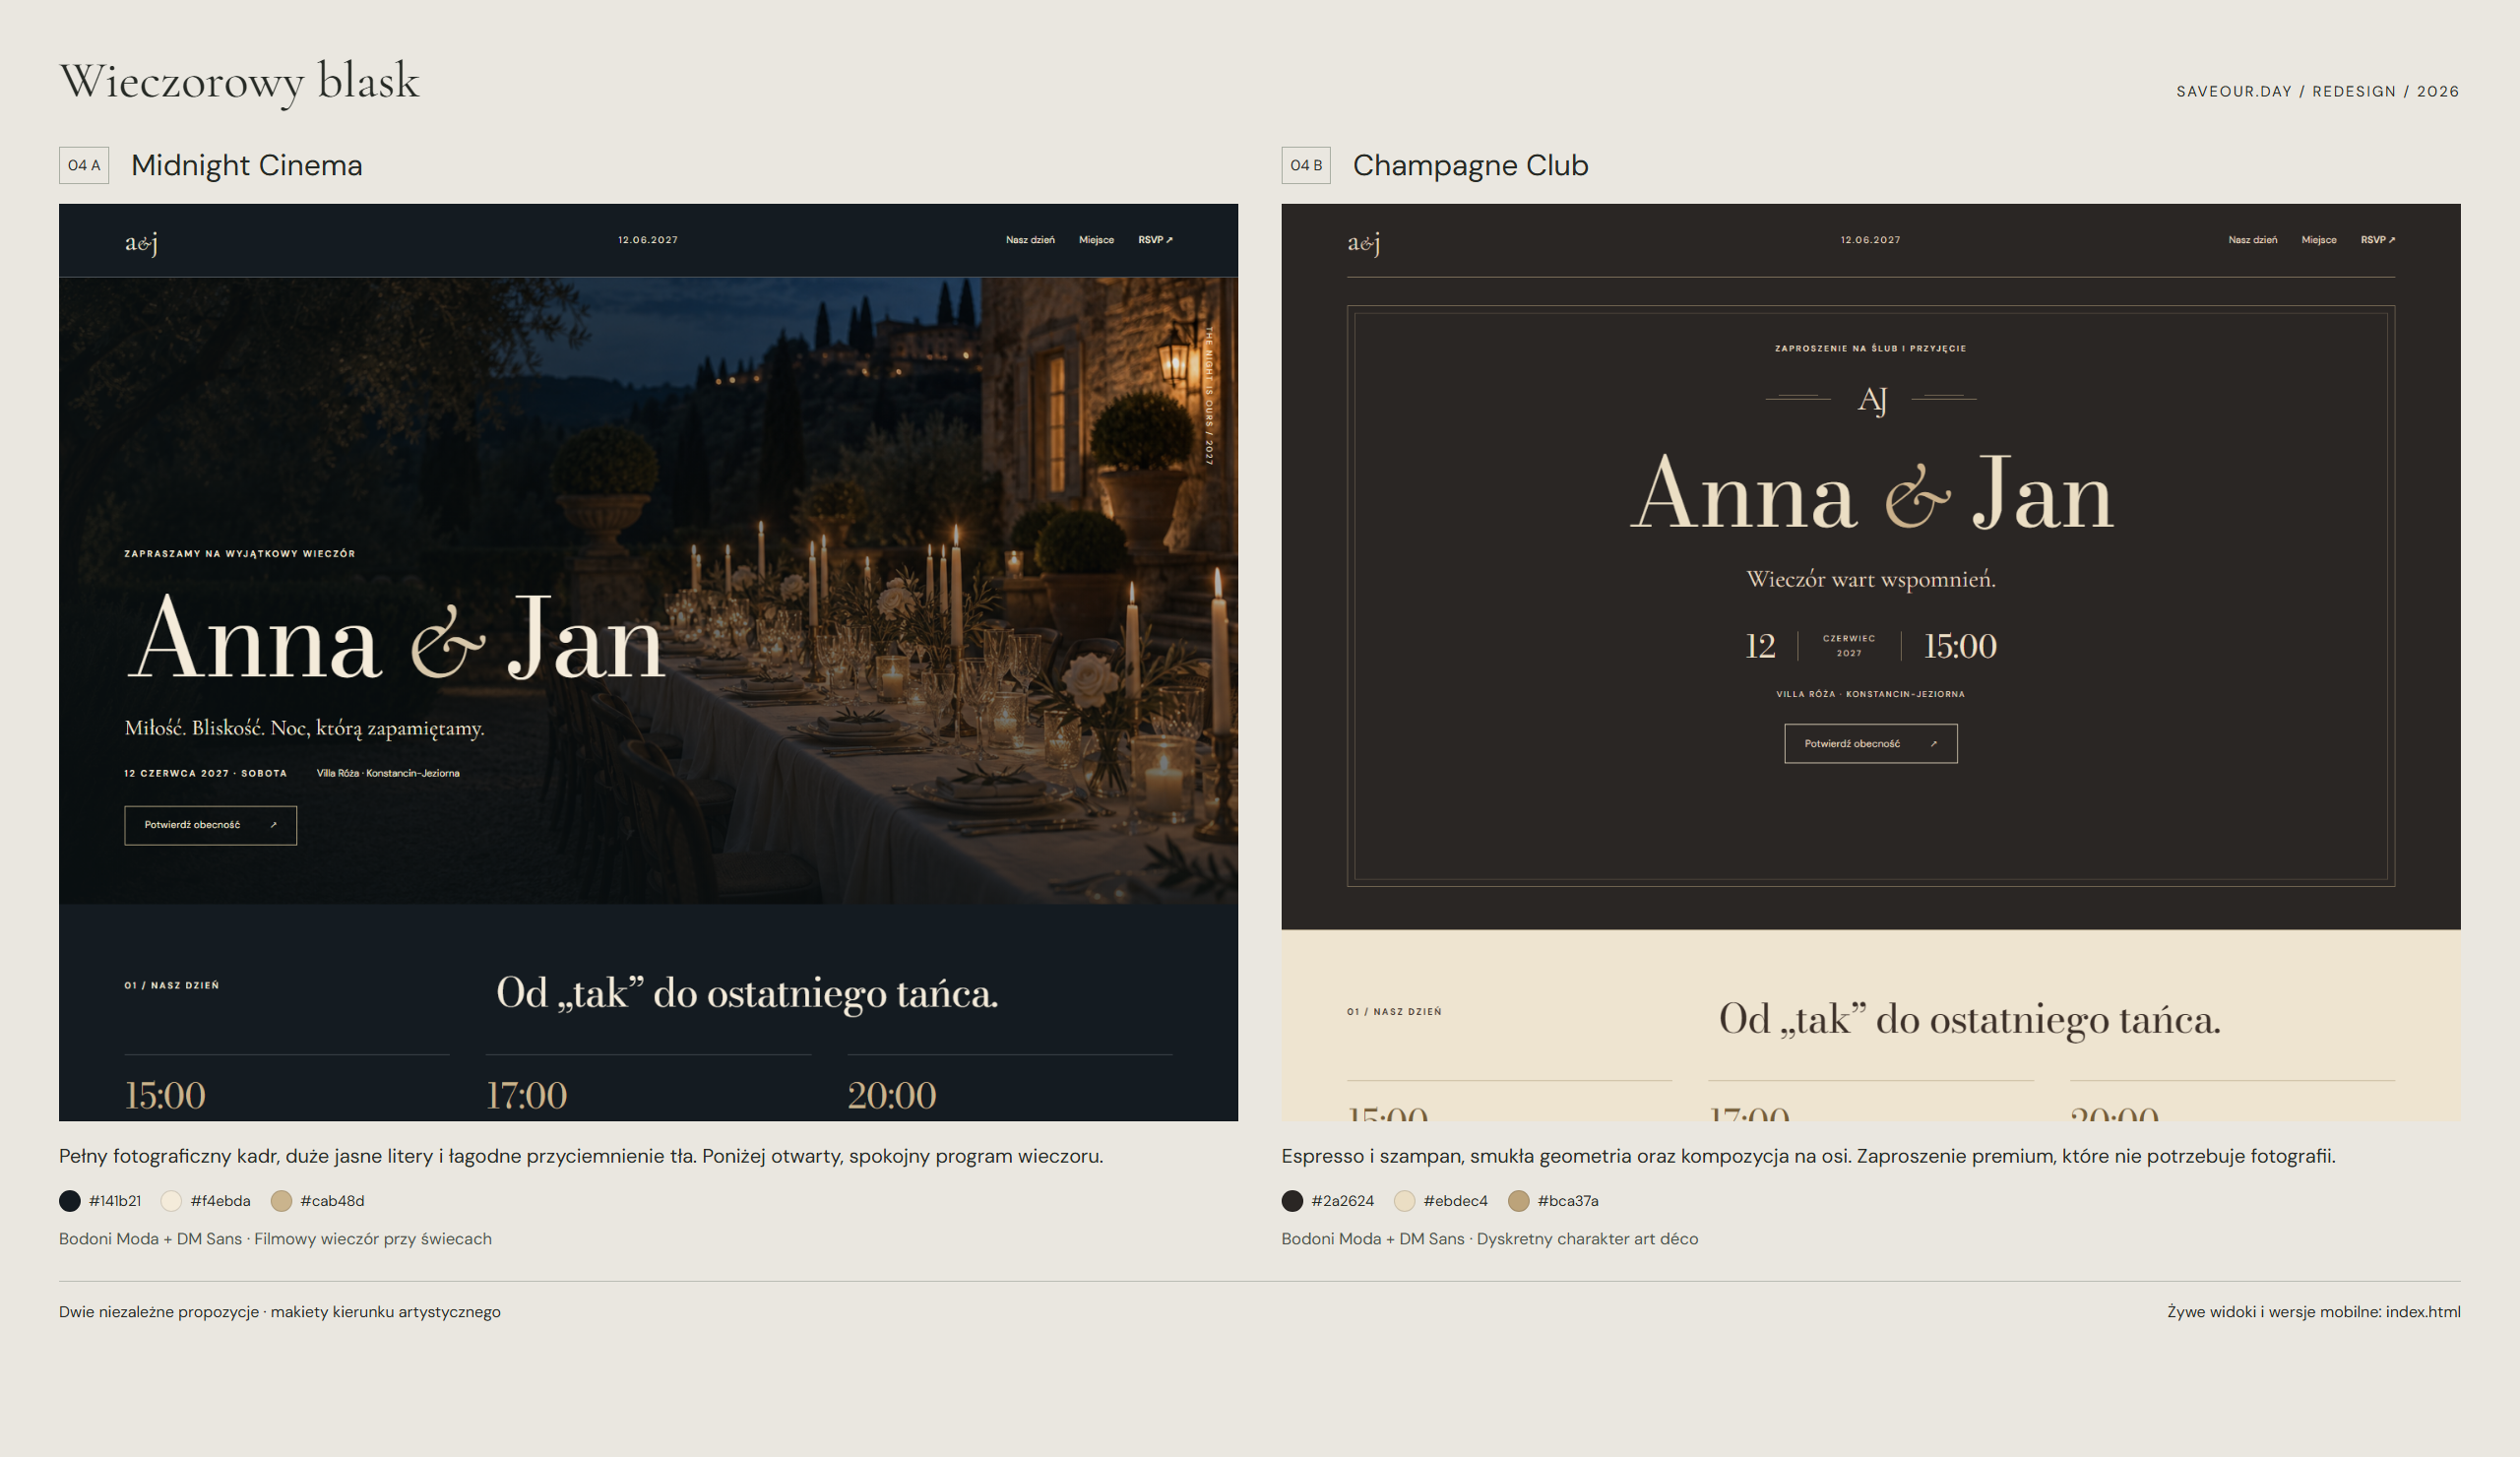 Wieczorowy blask
SAVEOUR.DAY / REDESIGN / 2026
04 A
Midnight Cinema
a&j
12.06.2027
Nasz dzień
Miejsce
RSVP ↗
THE NIGHT IS OURS / 2027
ZAPRASZAMY NA WYJĄTKOWY WIECZÓR
Anna & Jan
Miłość. Bliskość. Noc, którą zapamiętamy.
12 CZERWCA 2027 · SOBOTA
Villa Róża · Konstancin-Jeziorna
Potwierdź obecność ↗
01 / NASZ DZIEŃ
Od „tak” do ostatniego tańca.
15:00
17:00
20:00
Pełny fotograficzny kadr, duże jasne litery i łagodne przyciemnienie tła. Poniżej otwarty, spokojny program wieczoru.
#141b21
#f4ebda
#cab48d
Bodoni Moda + DM Sans · Filmowy wieczór przy świecach
04 B
Champagne Club
a&j
12.06.2027
Nasz dzień
Miejsce
RSVP ↗
ZAPROSZENIE NA ŚLUB I PRZYJĘCIE
AJ
Anna & Jan
Wieczór wart wspomnień.
12
CZERWIEC
2027
15:00
VILLA RÓŻA · KONSTANCIN-JEZIORNA
Potwierdź obecność ↗
01 / NASZ DZIEŃ
Od „tak” do ostatniego tańca.
15:00
17:00
20:00
Espresso i szampan, smukła geometria oraz kompozycja na osi. Zaproszenie premium, które nie potrzebuje fotografii.
#2a2624
#ebdec4
#bca37a
Bodoni Moda + DM Sans · Dyskretny charakter art déco
Dwie niezależne propozycje · makiety kierunku artystycznego
Żywe widoki i wersje mobilne: index.html